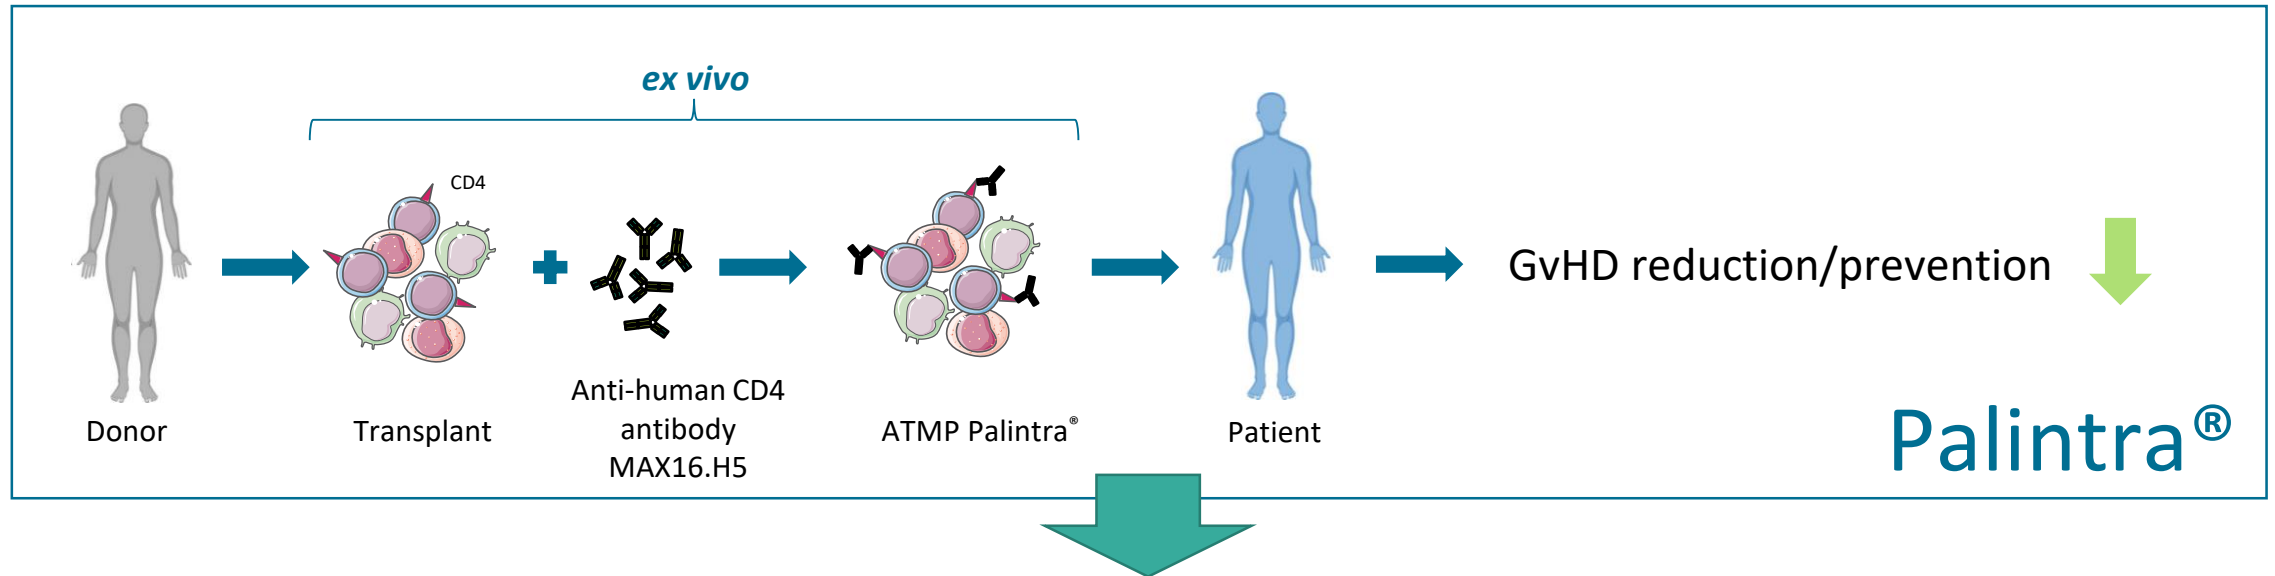 ex vivo
CD4
GvHD reduction/prevention
Anti-human CD4
antibody
MAX16.H5
Donor
Transplant
ATMP Palintra®
Patient
Palintra®